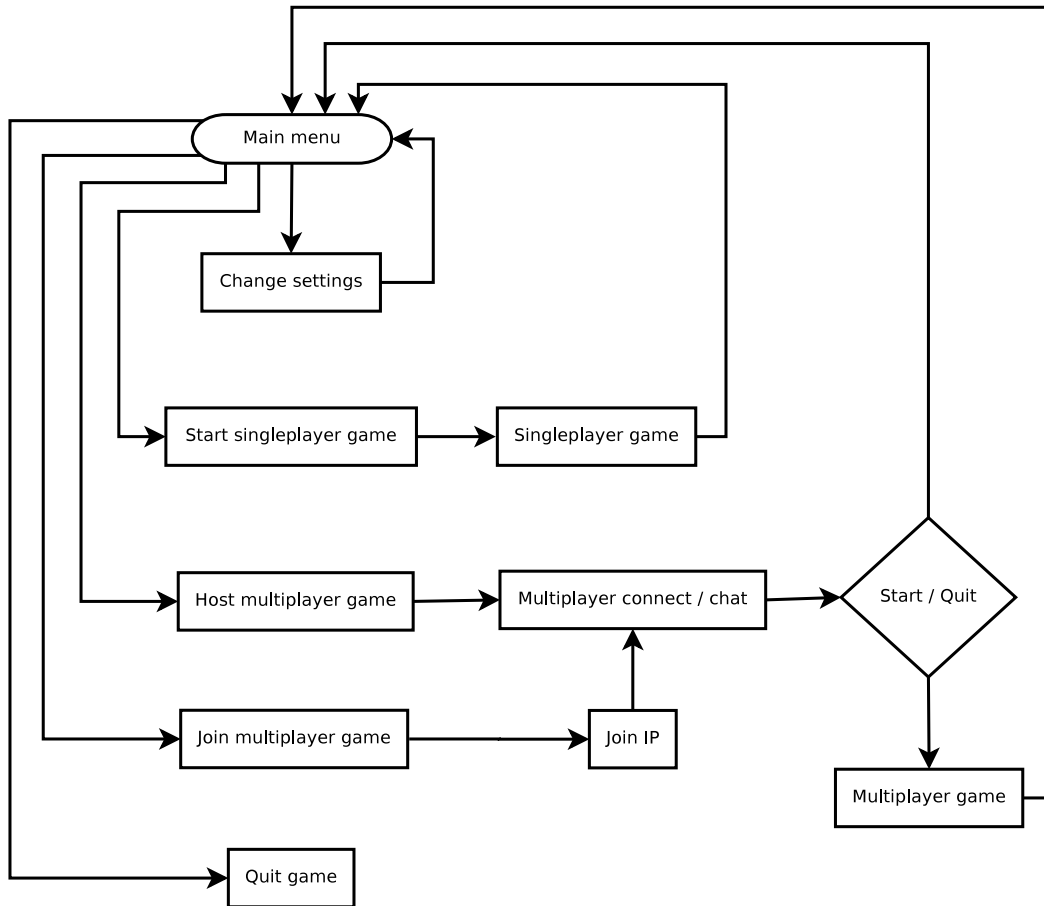 Main menu
Change settings
Start singleplayer game
Singleplayer game
Host multiplayer game
Multiplayer connect / chat
Start / Quit
Join multiplayer game
Join IP
Multiplayer game
Quit game